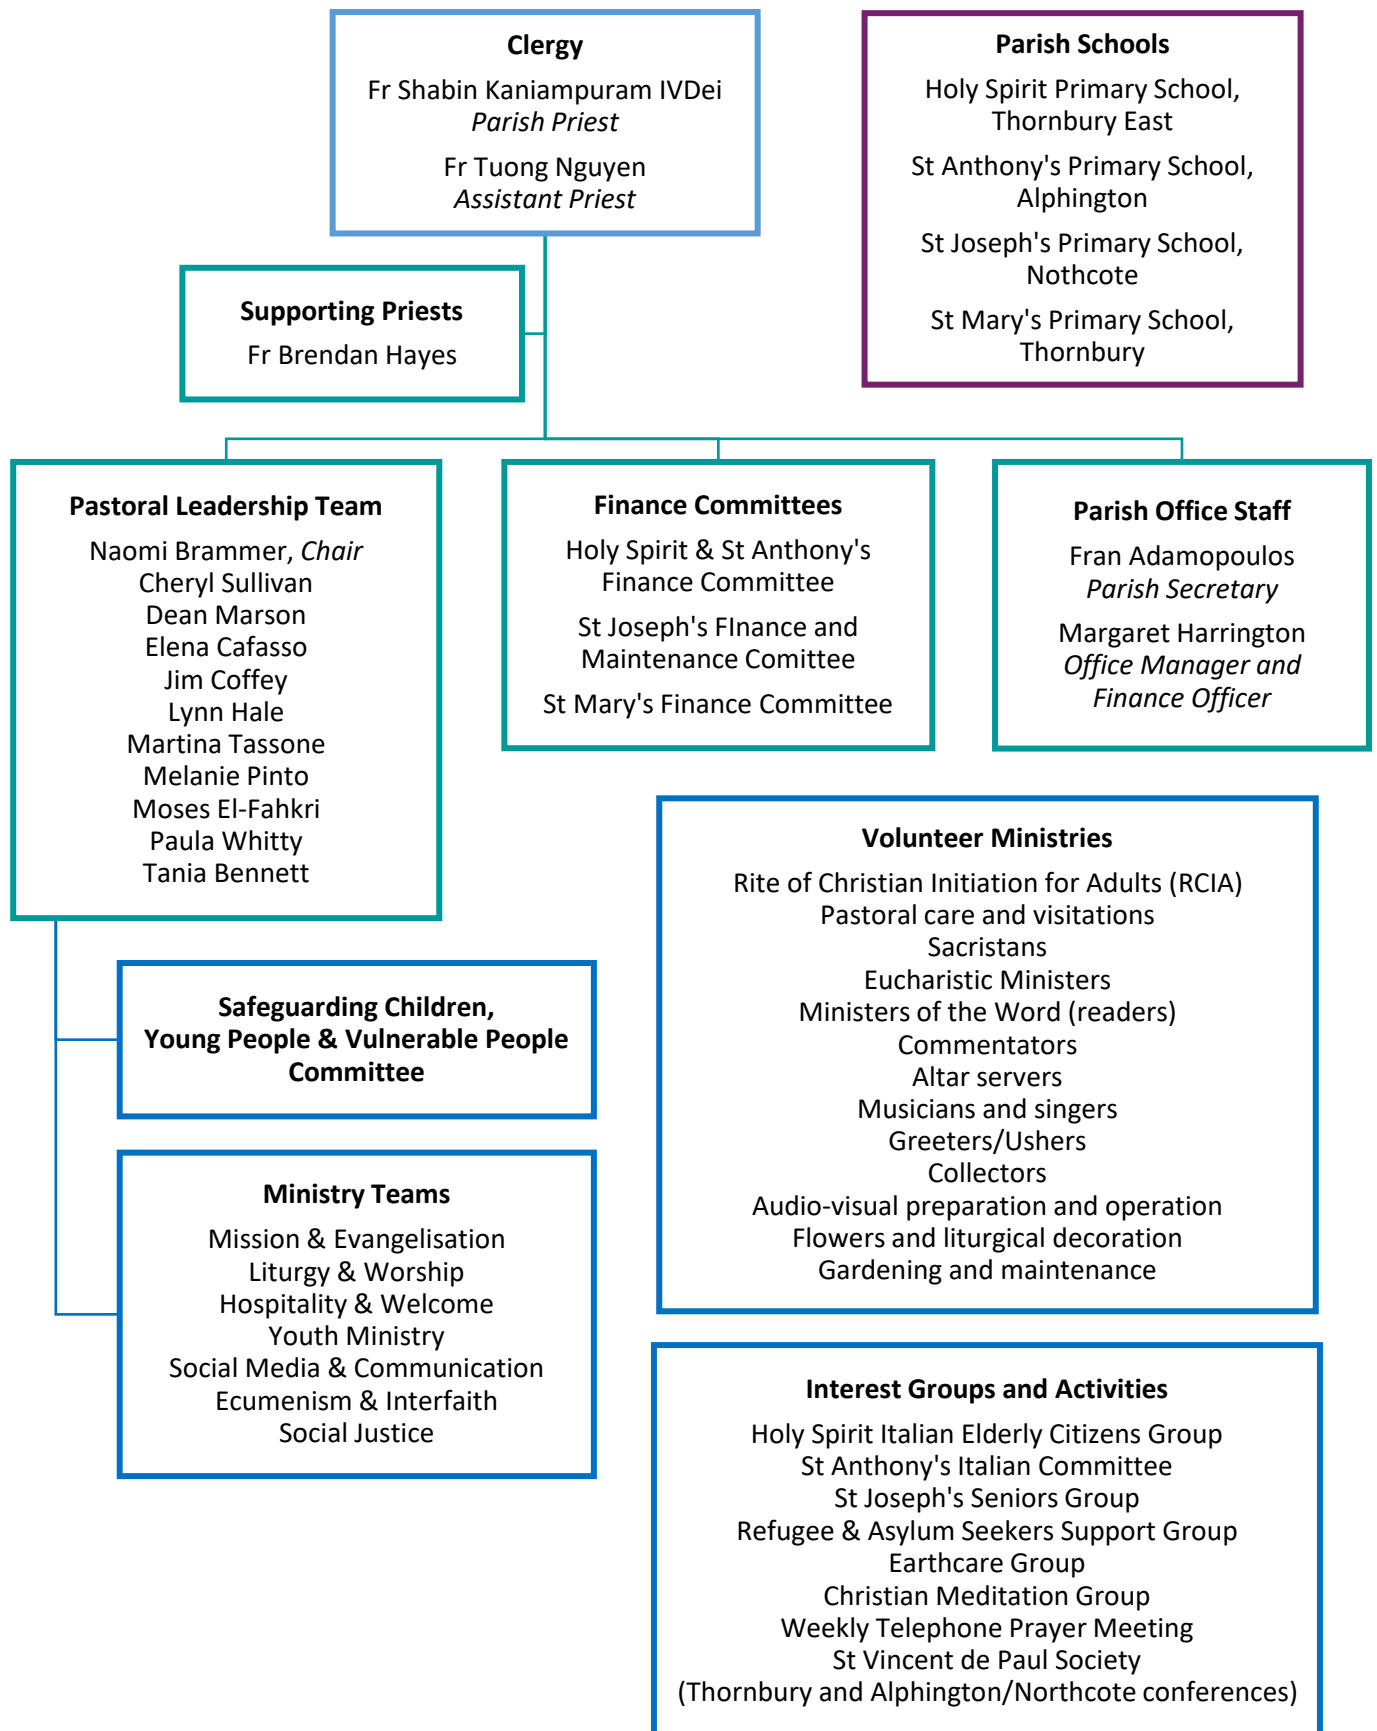 Clergy
Fr Shabin Kaniampuram IVDei
Parish Priest
Fr Tuong Nguyen
Assistant Priest
Parish Schools
Holy Spirit Primary School,
Thornbury East
St Anthony's Primary School,
Alphington
St Joseph's Primary School,
Nothcote
St Mary's Primary School,
Thornbury
Supporting Priests
Fr Brendan Hayes
Pastoral Leadership Team
Naomi Brammer, Chair
Cheryl Sullivan
Dean Marson
Elena Cafasso
Jim Coffey
Lynn Hale
Martina Tassone
Melanie Pinto
Moses El-Fahkri
Paula Whitty
Tania Bennett
Finance Committees
Holy Spirit & St Anthony's
Finance Committee
St Joseph's FInance and
Maintenance Comittee
St Mary's Finance Committee
Parish Office Staff
Fran Adamopoulos
Parish Secretary
Margaret Harrington
Office Manager and
Finance Officer
Safeguarding Children,
Young People & Vulnerable People
Committee
Ministry Teams
Mission & Evangelisation
Liturgy & Worship
Hospitality & Welcome
Youth Ministry
Social Media & Communication
Ecumenism & Interfaith
Social Justice
Volunteer Ministries
Rite of Christian Initiation for Adults (RCIA)
Pastoral care and visitations
Sacristans
Eucharistic Ministers
Ministers of the Word (readers)
Commentators
Altar servers
Musicians and singers
Greeters/Ushers
Collectors
Audio-visual preparation and operation
Flowers and liturgical decoration
Gardening and maintenance
Interest Groups and Activities
Holy Spirit Italian Elderly Citizens Group
St Anthony's Italian Committee
St Joseph's Seniors Group
Refugee & Asylum Seekers Support Group
Earthcare Group
Christian Meditation Group
Weekly Telephone Prayer Meeting
St Vincent de Paul Society
(Thornbury and Alphington/Northcote conferences)